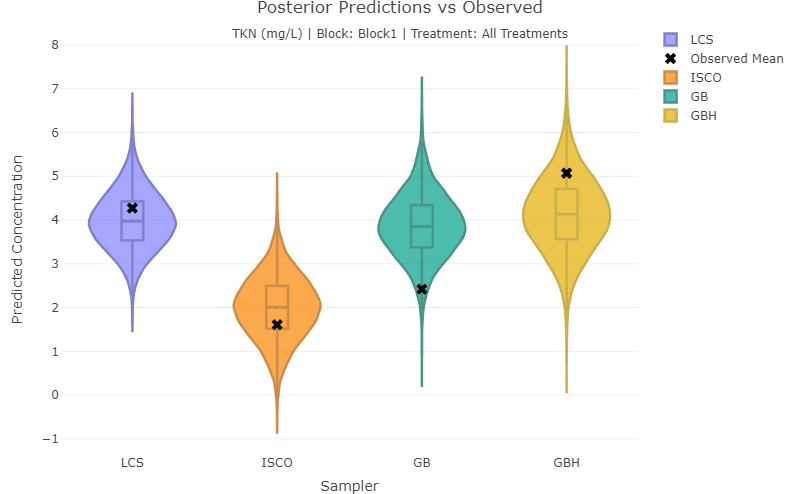 Posterior Predictions vs Observed
TKN (mg/L) | Block: Block1 | Treatment: All Treatments
8
7
6
5
4
3
2
1
0
−1
Predicted Concentration
LCS
ISCO
GB
GBH
Sampler
LCS
Observed Mean
ISCO
GB
GBH